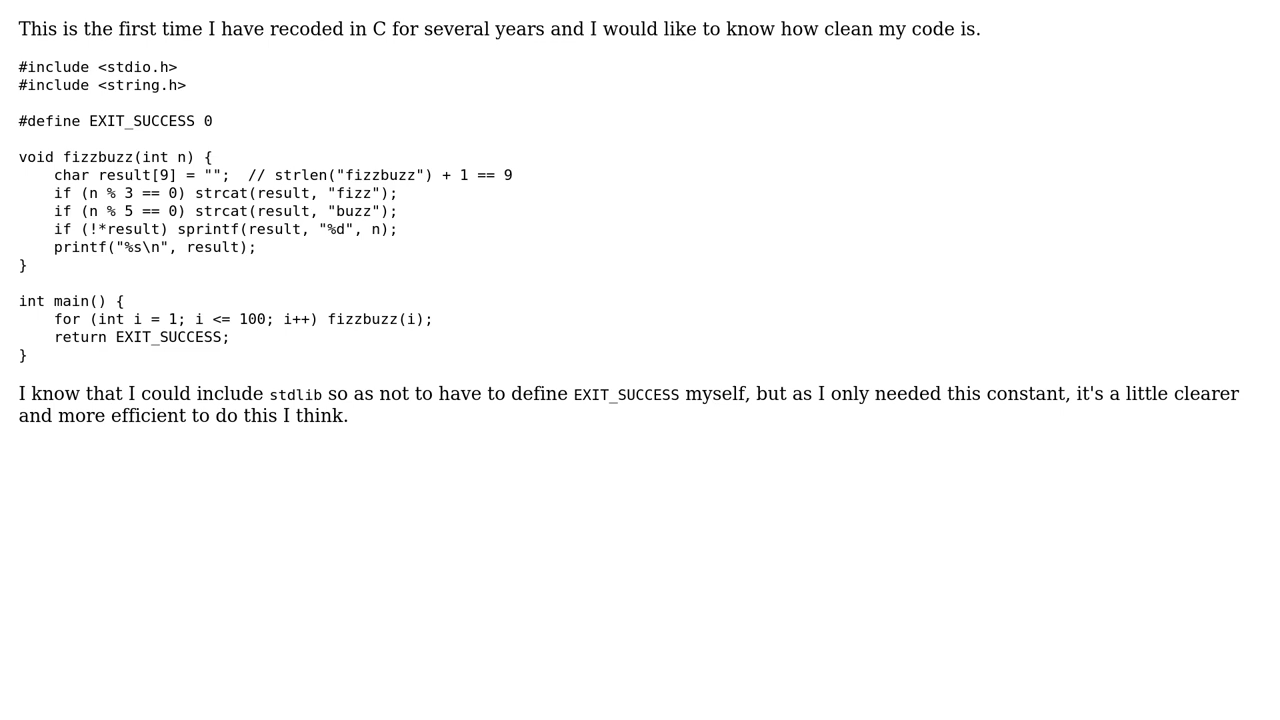 This is the first time I have recoded in C for several years and I would like to know how clean my code is.
#include <stdio.h>
#include <string.h>
#define EXIT_SUCCESS 0
void fizzbuzz(int n) {
    char result[9] = "";  // strlen("fizzbuzz") + 1 == 9
    if (n % 3 == 0) strcat(result, "fizz");
    if (n % 5 == 0) strcat(result, "buzz");
    if (!*result) sprintf(result, "%d", n);
    printf("%s\n", result);
}
int main() {
    for (int i = 1; i <= 100; i++) fizzbuzz(i);
    return EXIT_SUCCESS;
}
I know that I could include stdlib so as not to have to define EXIT_SUCCESS myself, but as I only needed this constant, it's a little clearer
and more efficient to do this I think.